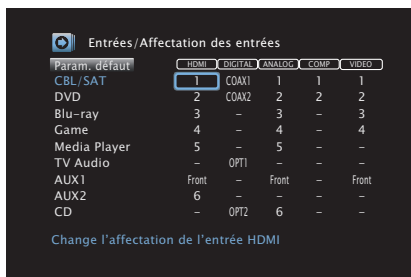 Entrées/Affectation des entrées
Param. défaut HDMI DIGITAL ANALOG COMP VIDEO
CBL/SAT 1 COAX1 1 1 1
DVD 2 COAX2 2 2 2
Blu-ray 3 – 3 – 3
Game 4 – 4 – 4
Media Player 5 – 5 – –
TV Audio – OPT1 – – –
AUX1 Front – Front – Front
AUX2 6 – – – –
CD – OPT2 6 – –
Change l'affectation de l'entrée HDMI